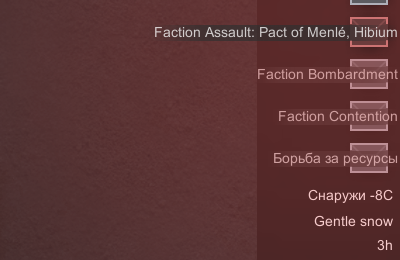 Faction Assault: Pact of Menlé, Hibium
Faction Bombardment
Faction Contention
Борьба за ресурсы
Снаружи -8C
Gentle snow
3h